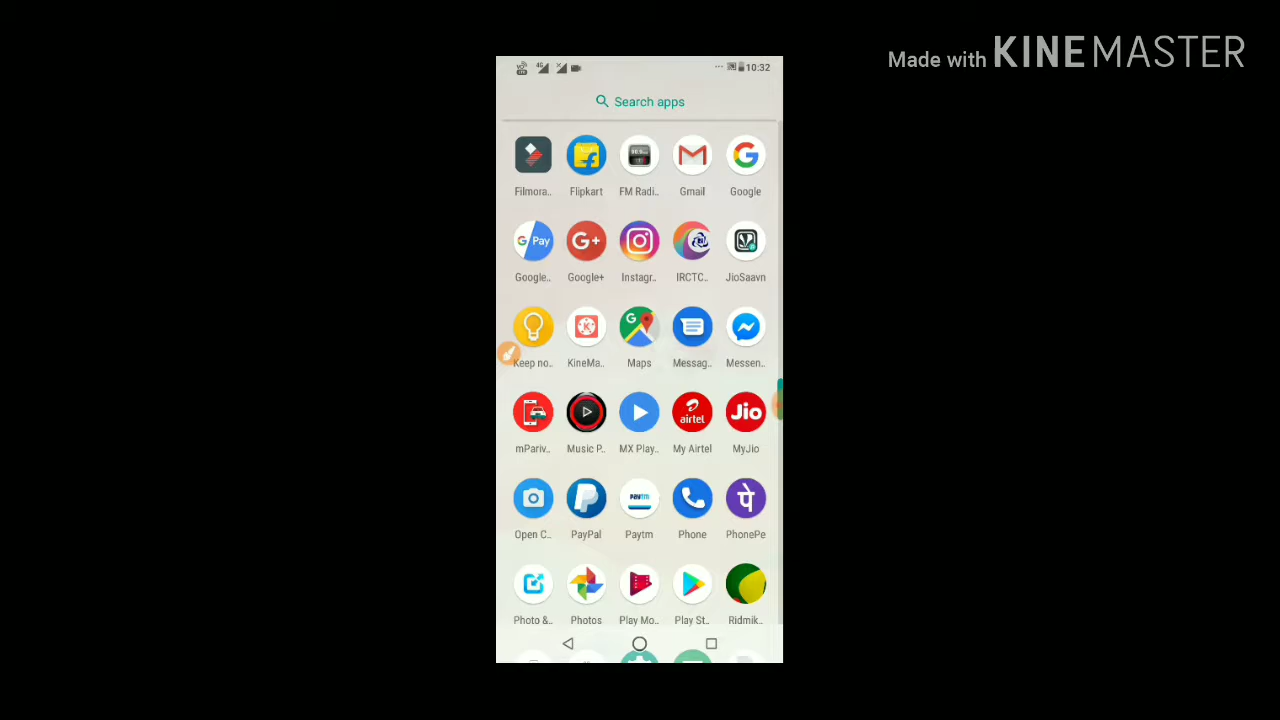 Made with KINEMASTER
10:32
Search apps
Filmora.. Flipkart FM Radi.. Gmail Google
Google.. Google+ Instagr.. IRCTC.. JioSaavn
Keep no.. KineMa.. Maps Messag.. Messen..
airtel Jio
mPariv.. Music P.. MX Play.. My Airtel MyJio
Open C.. PayPal Paytm Phone PhonePe
Photo &.. Photos Play Mo.. Play St.. Ridmik..